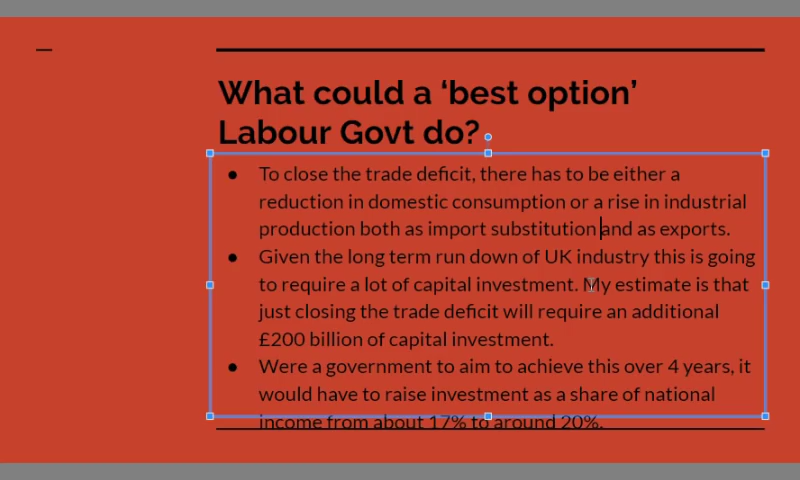 What could a ‘best option’
Labour Govt do?
● To close the trade deficit, there has to be either a
reduction in domestic consumption or a rise in industrial
production both as import substitution and as exports.
● Given the long term run down of UK industry this is going
to require a lot of capital investment. My estimate is that
just closing the trade deficit will require an additional
£200 billion of capital investment.
● Were a government to aim to achieve this over 4 years, it
would have to raise investment as a share of national
income from about 17% to around 20%.